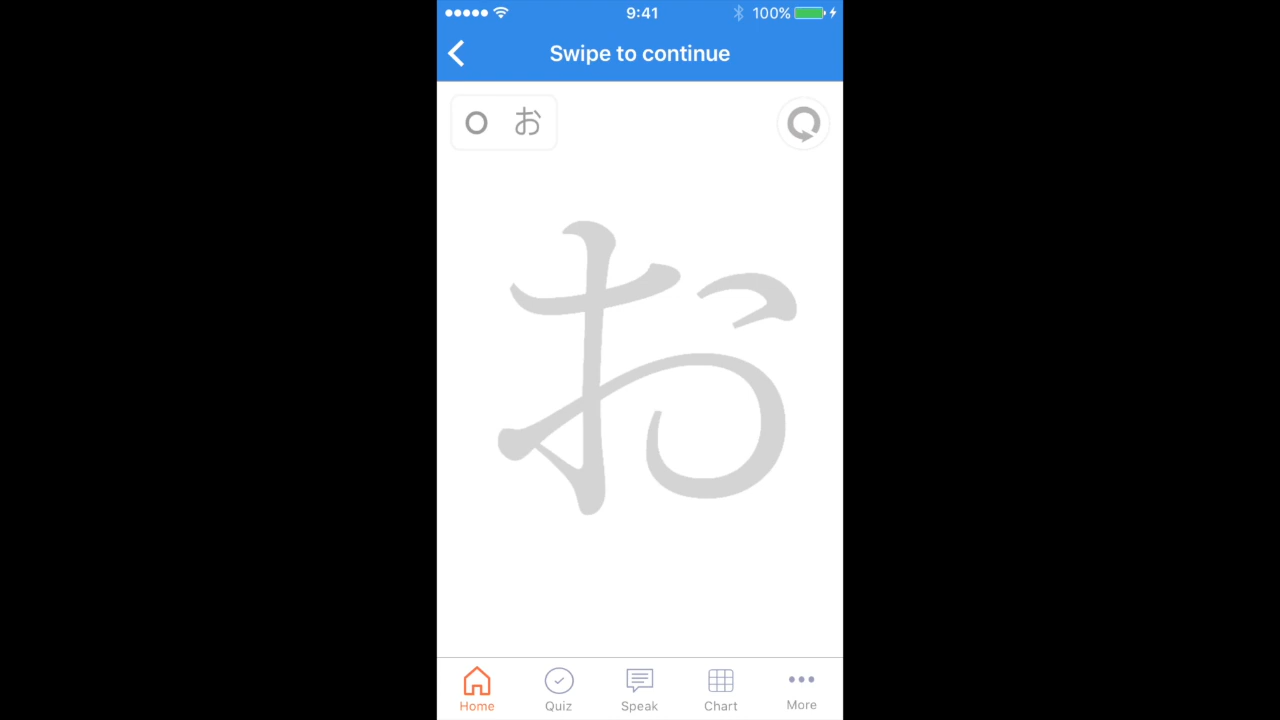 9:41 100%
Swipe to continue
O お
お
Home Quiz Speak Chart More